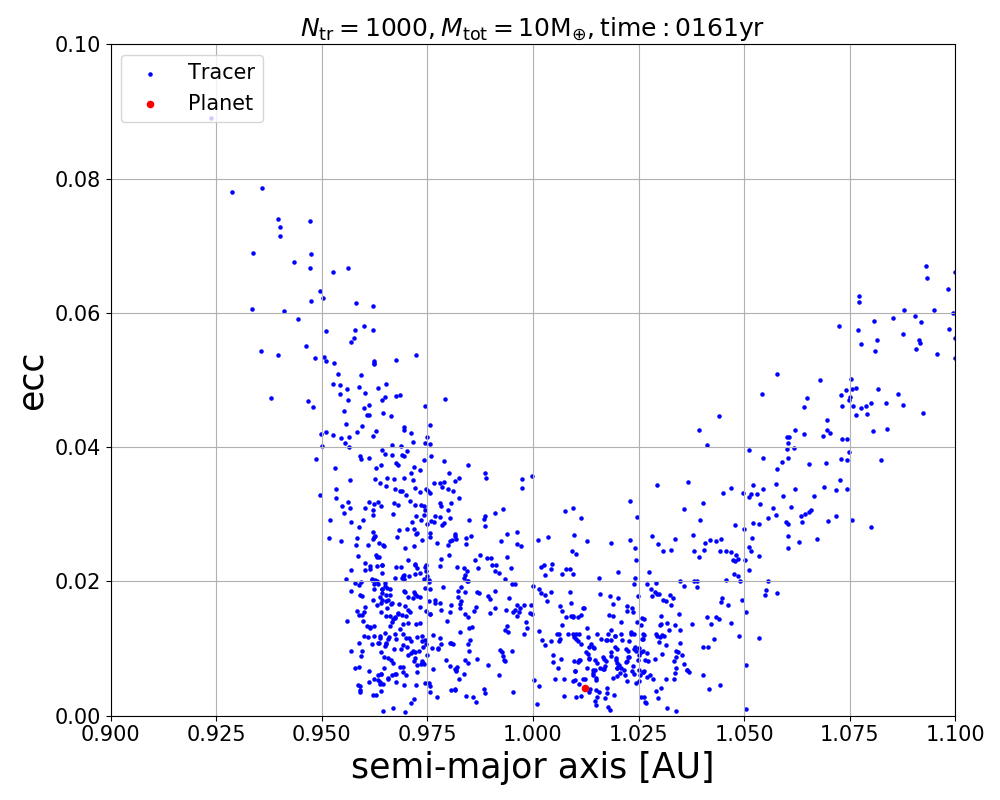 N_tr = 1000, M_tot = 10M_⊕, time : 0161yr
0.10
Tracer
Planet
0.08
0.06
ecc
0.04
0.02
0.00
0.900 0.925 0.950 0.975 1.000 1.025 1.050 1.075 1.100
semi-major axis [AU]